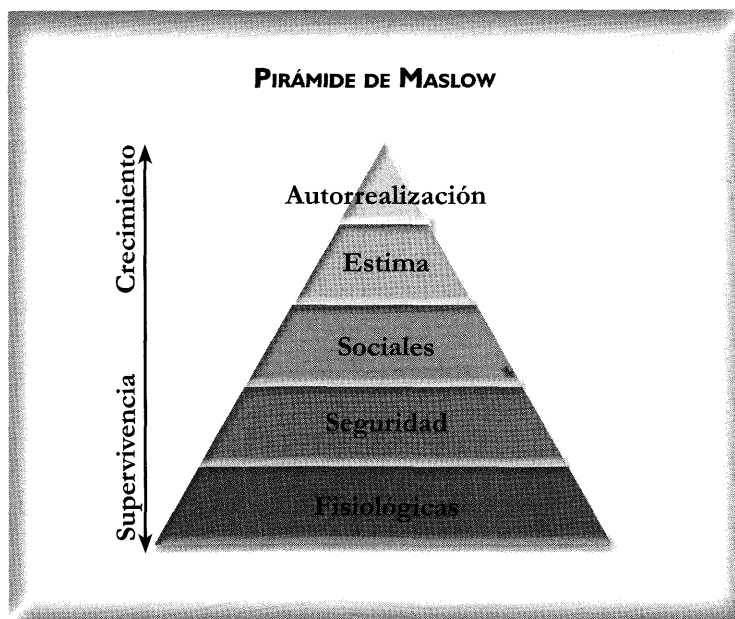 PIRÁMIDE DE MASLOW
Crecimiento
Supervivencia
Autorrealización
Estima
Sociales
Seguridad
Fisiológicas